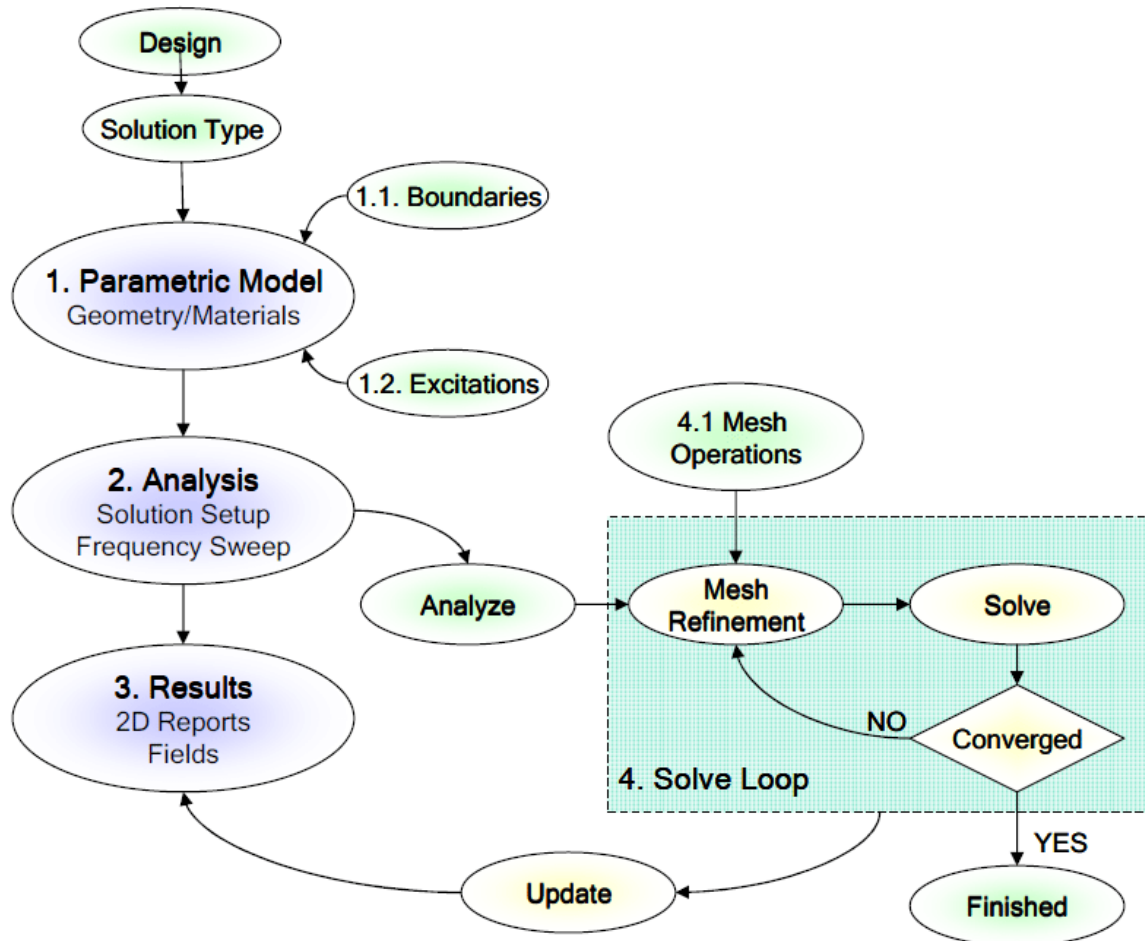 Design
Solution Type
1.1. Boundaries
1. Parametric Model
Geometry/Materials
1.2. Excitations
4.1 Mesh
Operations
2. Analysis
Solution Setup
Frequency Sweep
Analyze
Mesh
Refinement
Solve
3. Results
2D Reports
Fields
NO
Converged
4. Solve Loop
YES
Update
Finished